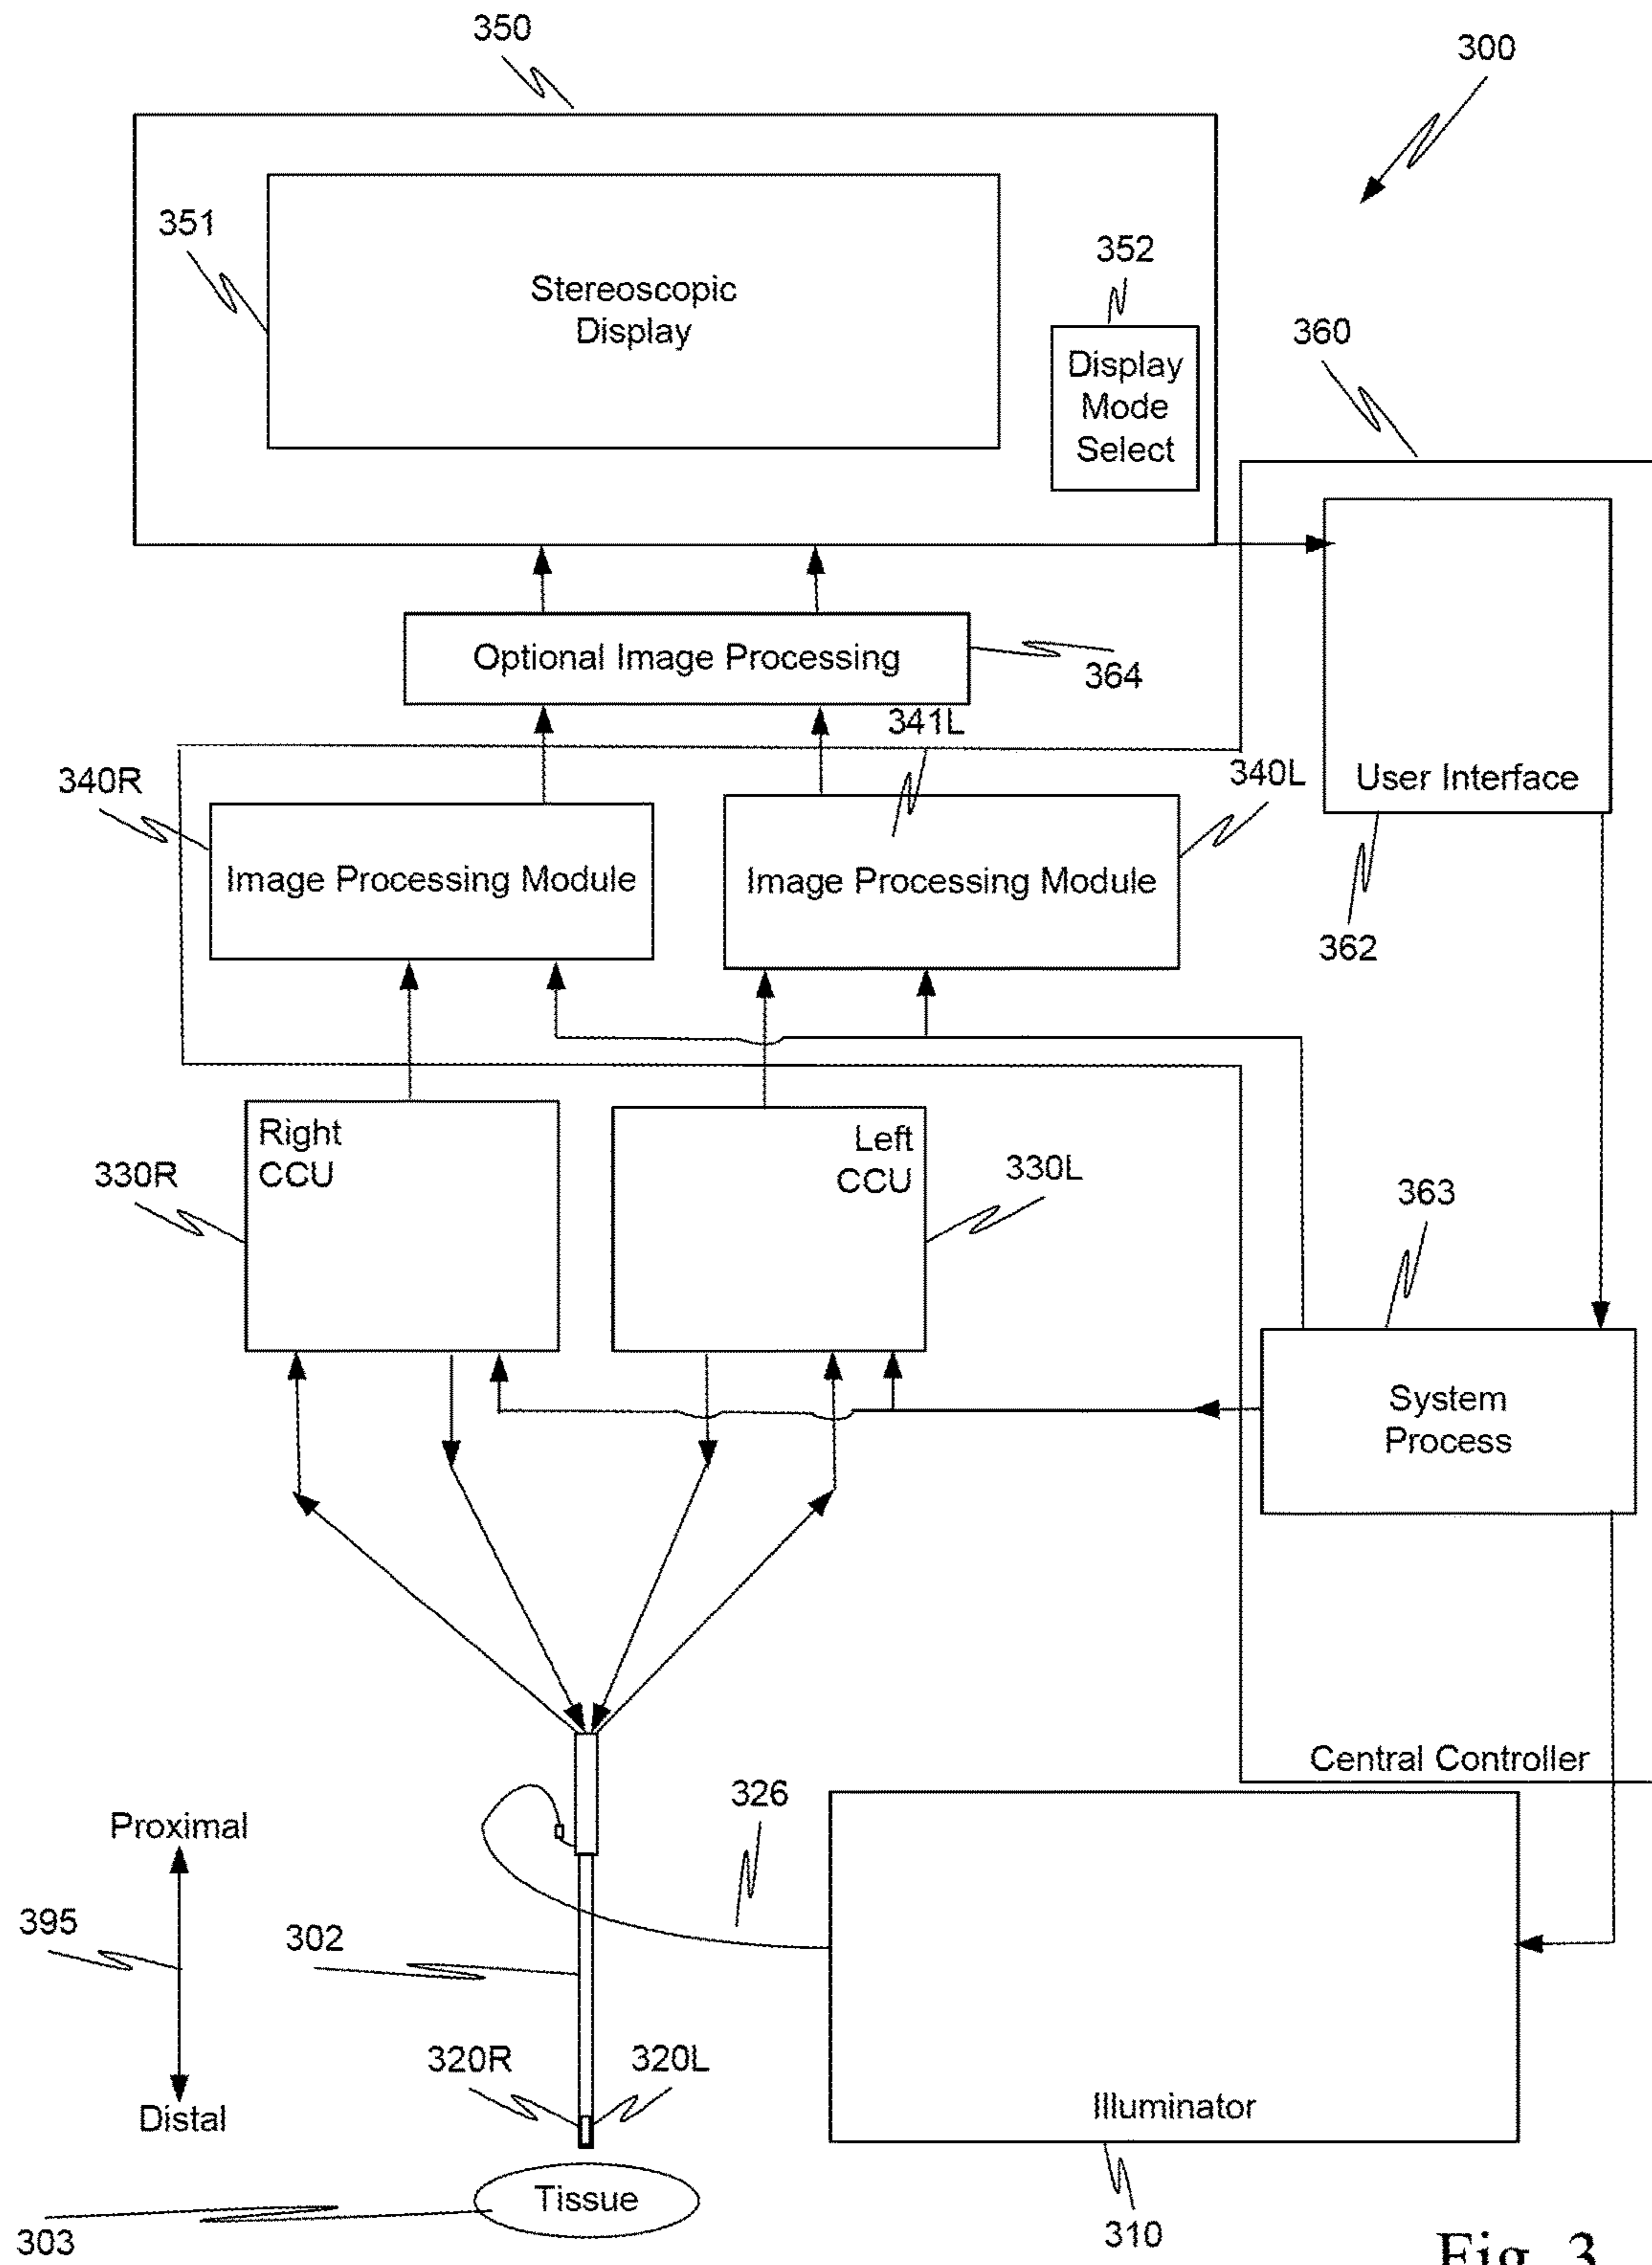 350
300
351
Stereoscopic
Display
352
Display
Mode
Select
360
Optional Image Processing
364
341L
340R
340L
User Interface
Image Processing Module
Image Processing Module
362
Right
CCU
Left
CCU
330R
330L
363
System
Process
Central Controller
326
Proximal
395
302
320R
320L
Distal
Illuminator
Tissue
303
310
Fig. 3